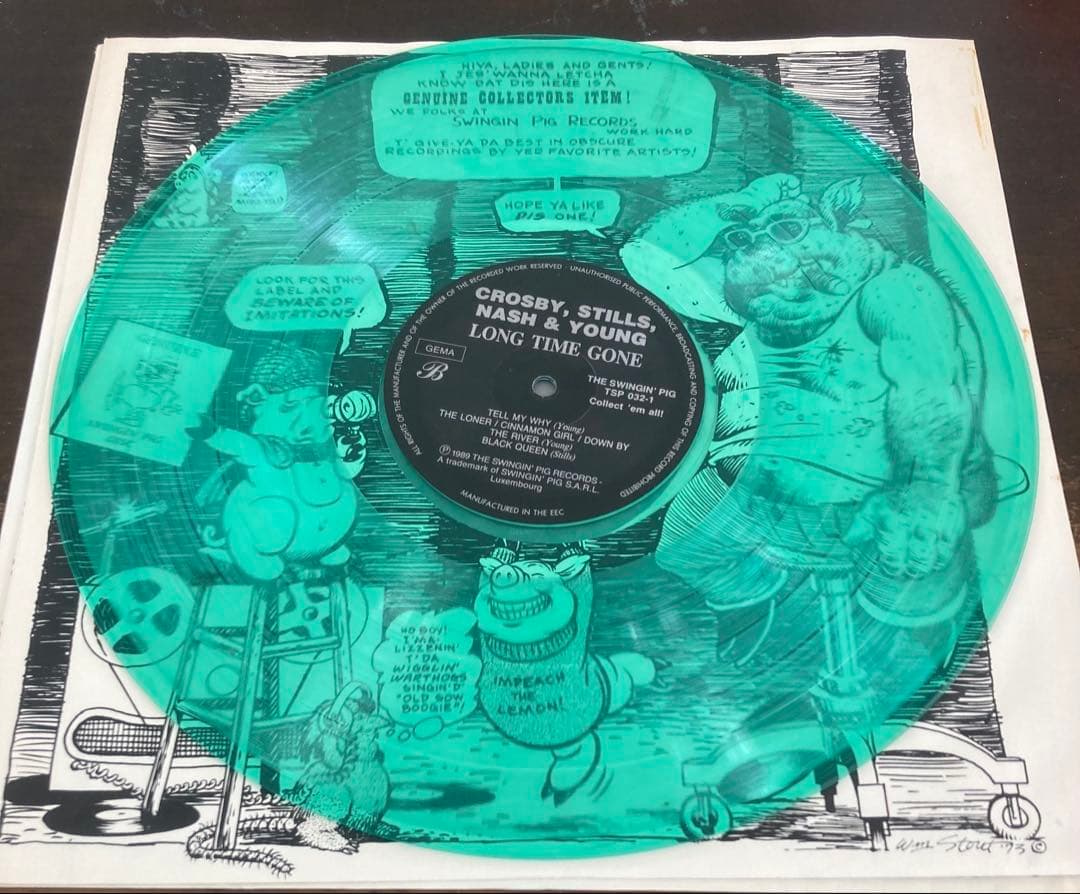 HIYA, LADIES AND GENTS!
I JES' WANNA LETCHA
KNOW DAT DIS HERE IS A
GENUINE COLLECTORS ITEM!
WE FOLKS AT
SWINGIN PIG RECORDS
WORK HARD
T' GIVE YA DA BEST IN OBSCURE
RECORDINGS BY YER FAVORITE ARTISTS!
HOPE YA LIKE
DIS ONE!
LOOK FOR THIS
LABEL AND
BEWARE OF
IMITATIONS!
GENUINE
ALL RIGHTS OF THE MANUFACTURER AND OF THE OWNER OF THE RECORDED WORK RESERVED · UNAUTHORISED PUBLIC PERFORMANCE BROADCASTING AND COPYING OF THIS RECORD PROHIBITED
CROSBY, STILLS,
NASH & YOUNG
LONG TIME GONE
GEMA
B
THE SWINGIN' PIG
TSP 032-1
Collect 'em all!
TELL MY WHY (Young)
THE LONER / CINNAMON GIRL / DOWN BY
THE RIVER (Young)
BLACK QUEEN (Stills)
Ⓟ 1989 THE SWINGIN' PIG RECORDS -
A trademark of SWINGIN' PIG S.A.R.L.
Luxembourg
MANUFACTURED IN THE EEC
HO BOY!
I'MA
LIZZENIN'
T' DA
WIGGLIN'
WARTHOGS
SINGIN' D'
"OLD SOW
BOOGIE"!
IMPEACH
THE
LEMON!
Wm Stout '73 ©